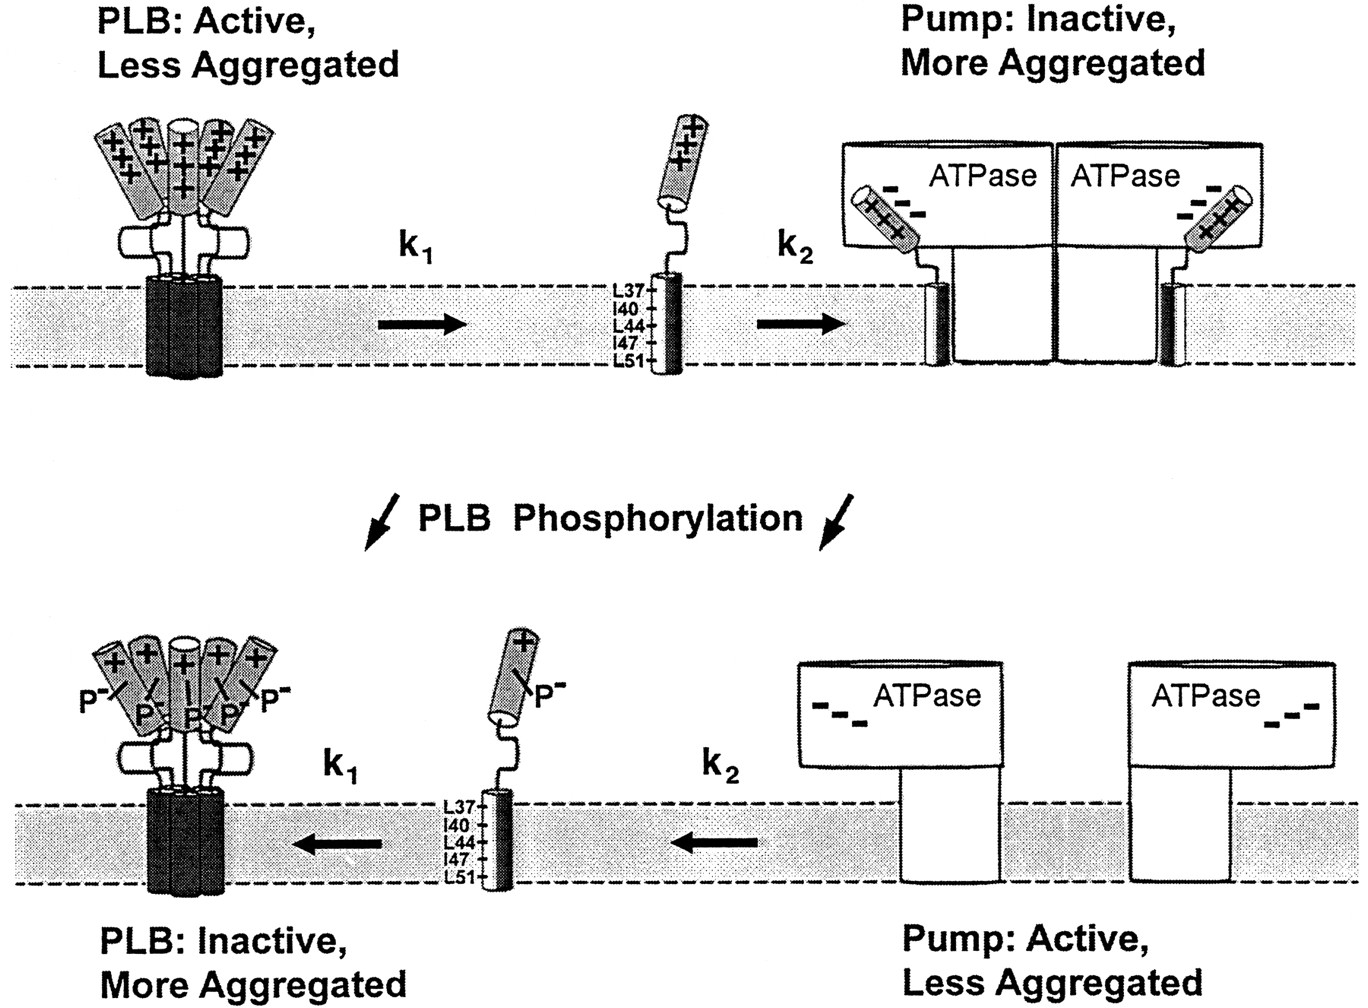 PLB: Active,
Less Aggregated
Pump: Inactive,
More Aggregated
+ + + + + + + + + + + + + + +
+ + +
ATPase ATPase
- - - - - -
+ + + + + +
k1
k2
L37
I40
L44
I47
L51
PLB Phosphorylation
+ + + + +
P- P- P- P- P-
+
P-
ATPase
- - -
ATPase
- - -
k1
k2
L37
I40
L44
I47
L51
PLB: Inactive,
More Aggregated
Pump: Active,
Less Aggregated